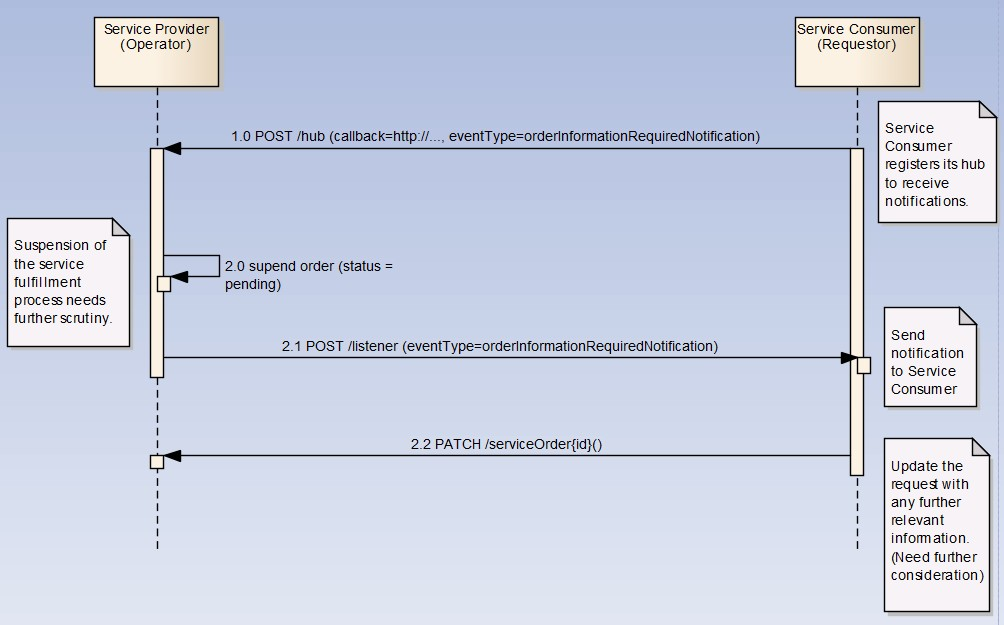 Service Provider
(Operator)
Service Consumer
(Requestor)
1.0 POST /hub (callback=http://..., eventType=orderInformationRequiredNotification)
Service
Consumer
registers its hub
to receive
notifications.
Suspension of
the service
fulfillment
process needs
further scrutiny.
2.0 supend order (status =
pending)
2.1 POST /listener (eventType=orderInformationRequiredNotification)
Send
notification
to Service
Consumer
2.2 PATCH /serviceOrder{id}()
Update the
request with
any further
relevant
information.
(Need further
consideration)